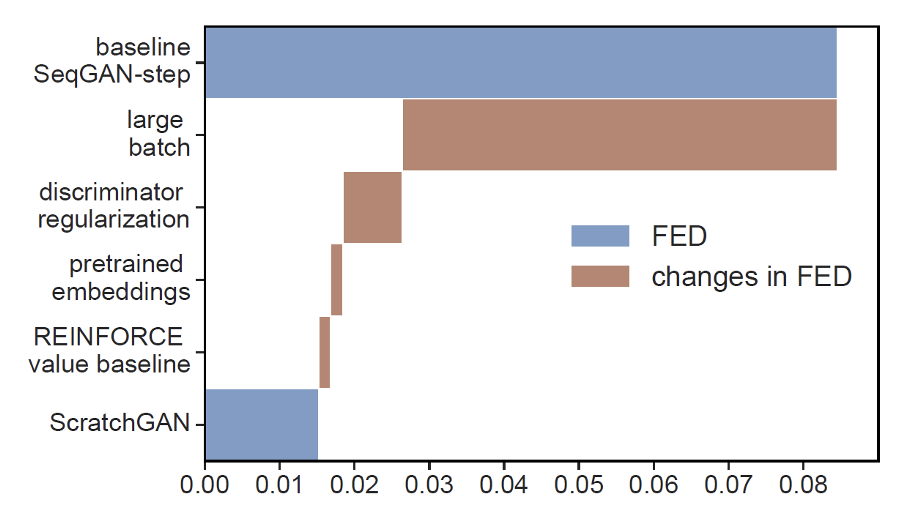 baseline
SeqGAN-step
large
batch
discriminator
regularization
pretrained
embeddings
REINFORCE
value baseline
ScratchGAN
FED
changes in FED
0.00 0.01 0.02 0.03 0.04 0.05 0.06 0.07 0.08